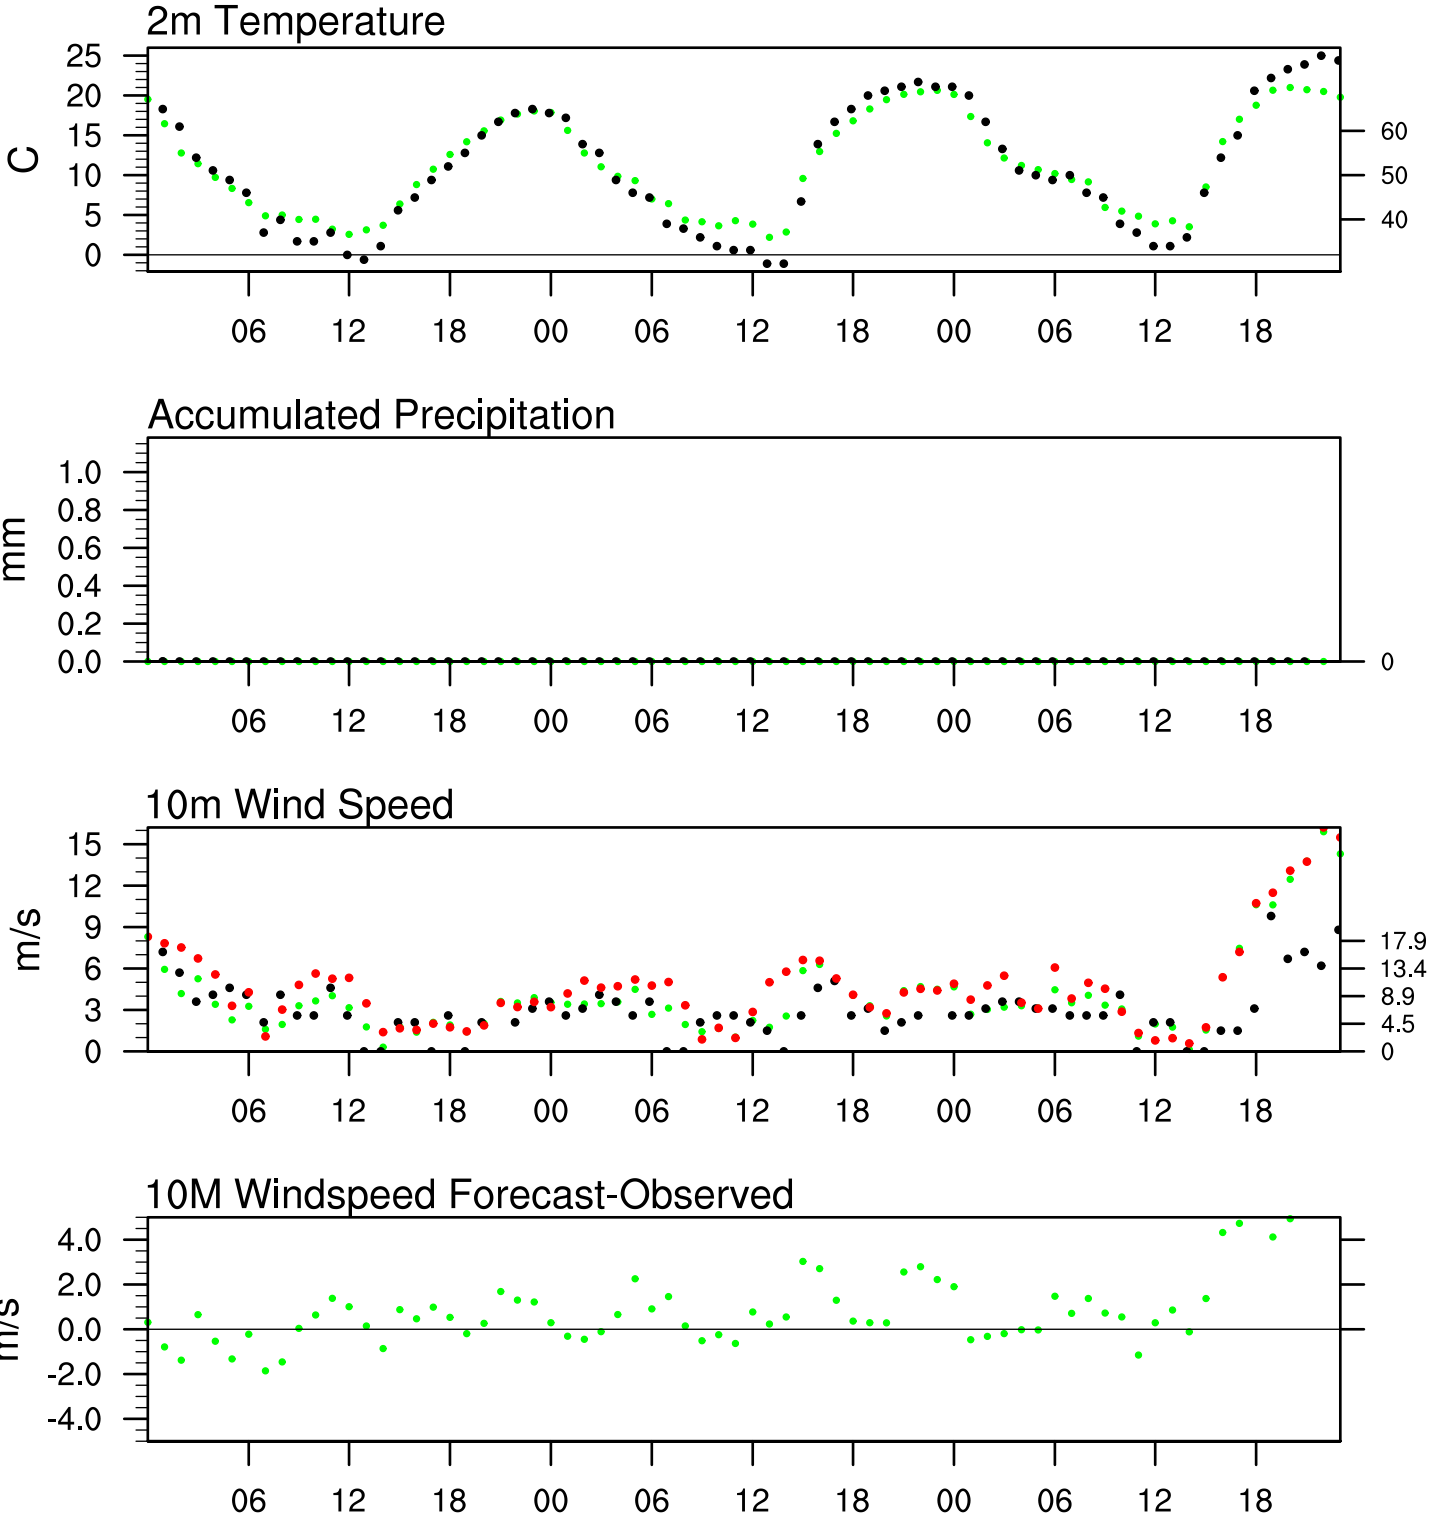 2m Temperature
25
20
15
10
5
0
C
60
50
40
06 12 18 00 06 12 18 00 06 12 18
Accumulated Precipitation
1.0
0.8
0.6
0.4
0.2
0.0
mm
0
06 12 18 00 06 12 18 00 06 12 18
10m Wind Speed
15
12
9
6
3
0
m/s
17.9
13.4
8.9
4.5
0
06 12 18 00 06 12 18 00 06 12 18
10M Windspeed Forecast-Observed
4.0
2.0
0.0
-2.0
-4.0
m/s
06 12 18 00 06 12 18 00 06 12 18